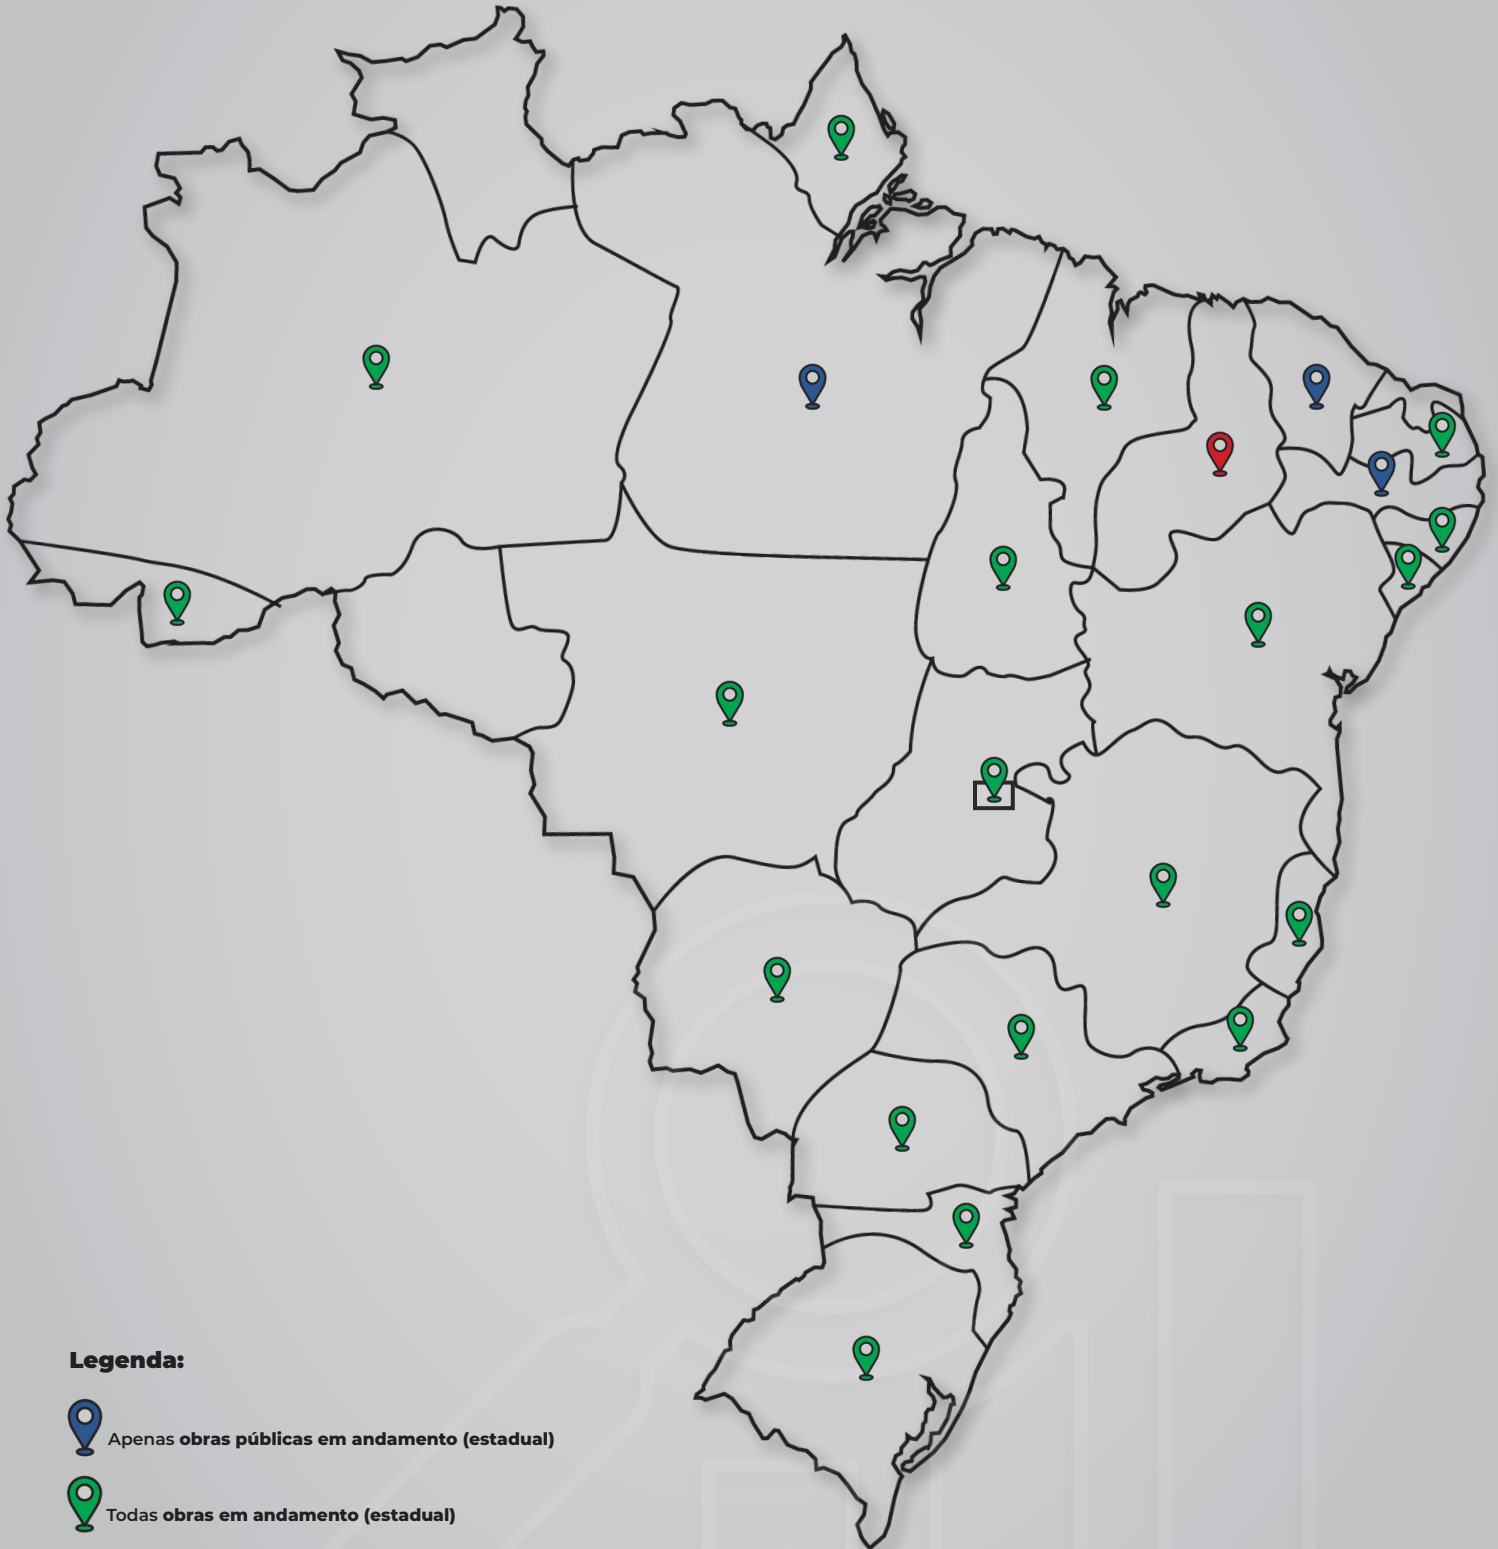 Legenda:
Apenas obras públicas em andamento (estadual)
Todas obras em andamento (estadual)